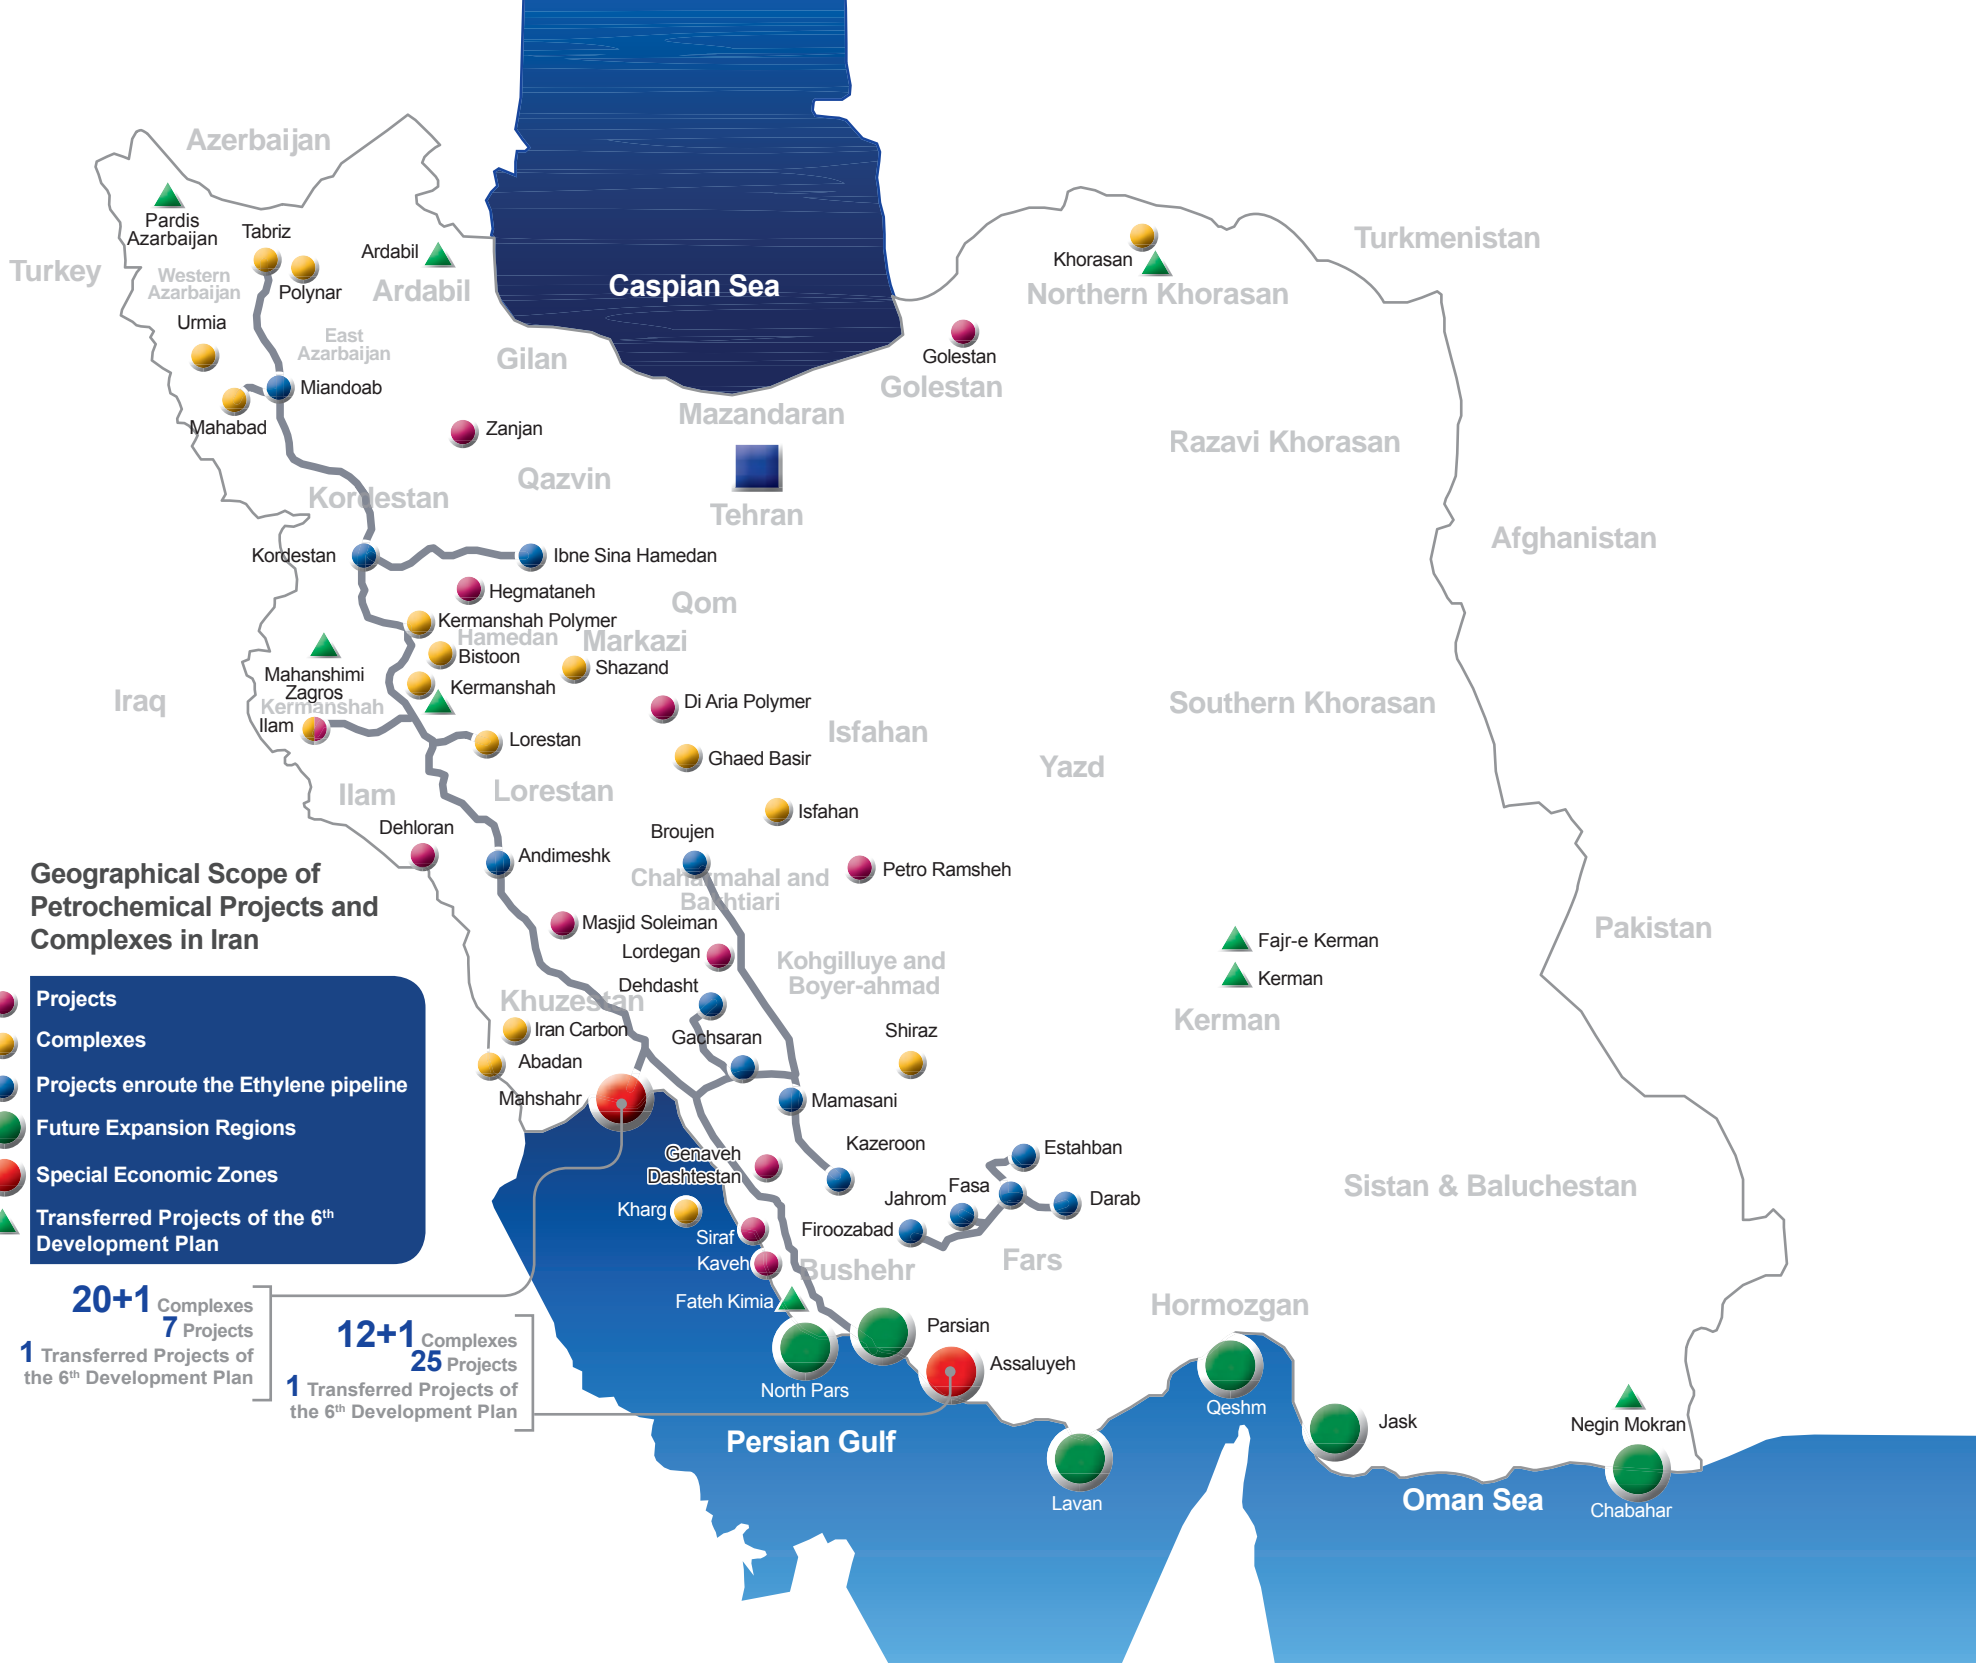 Azerbaijan
Pardis
Azarbaijan
Tabriz
Ardabil
Turkey
Western
Azarbaijan
Polynar
Ardabil
Caspian Sea
Khorasan
Turkmenistan
Northern Khorasan
Urmia
East
Azarbaijan
Gilan
Golestan
Golestan
Miandoab
Mahabad
Mazandaran
Zanjan
Razavi Khorasan
Qazvin
Kordestan
Tehran
Afghanistan
Kordestan
Ibne Sina Hamedan
Hegmataneh
Qom
Kermanshah Polymer
Hamedan
Markazi
Bistoon
Shazand
Mahanshimi
Zagros
Kermanshah
Kermanshah
Iraq
Di Aria Polymer
Southern Khorasan
Ilam
Lorestan
Isfahan
Ghaed Basir
Yazd
Ilam
Lorestan
Isfahan
Dehloran
Broujen
Andimeshk
Petro Ramsheh
Chaharmahal and
Bakhtiari
Geographical Scope of
Petrochemical Projects and
Complexes in Iran
Masjid Soleiman
Lordegan
Pakistan
Fajr-e Kerman
Kerman
Kohgilluye and
Boyer-ahmad
Dehdasht
Khuzestan
Kerman
Projects
Complexes
Projects enroute the Ethylene pipeline
Future Expansion Regions
Special Economic Zones
Transferred Projects of the 6th
Development Plan
Iran Carbon
Gachsaran
Shiraz
Abadan
Mahshahr
Mamasani
Genaveh
Dashtestan
Kazeroon
Estahban
Jahrom
Fasa
Darab
Sistan & Baluchestan
Kharg
Firoozabad
Siraf
Kaveh
Bushehr
Fars
Fateh Kimia
Hormozgan
20+1 Complexes
7 Projects
1 Transferred Projects of
the 6th Development Plan
12+1 Complexes
25 Projects
1 Transferred Projects of
the 6th Development Plan
Parsian
Assaluyeh
North Pars
Qeshm
Jask
Negin Mokran
Persian Gulf
Lavan
Oman Sea
Chabahar